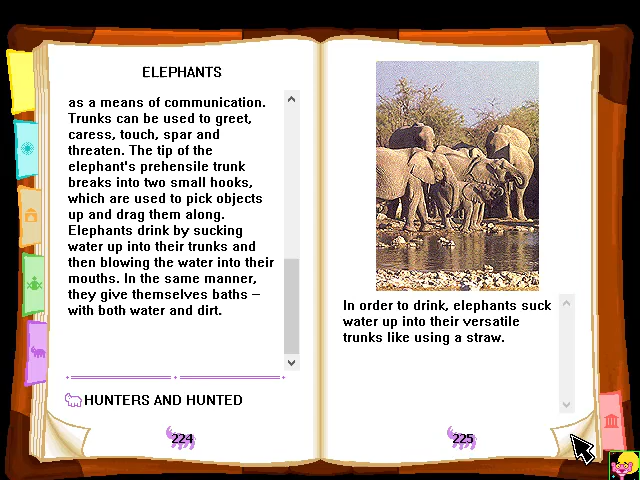 ELEPHANTS
as a means of communication.
Trunks can be used to greet,
caress, touch, spar and
threaten. The tip of the
elephant's prehensile trunk
breaks into two small hooks,
which are used to pick objects
up and drag them along.
Elephants drink by sucking
water up into their trunks and
then blowing the water into their
mouths. In the same manner,
they give themselves baths –
with both water and dirt.
HUNTERS AND HUNTED
224
In order to drink, elephants suck
water up into their versatile
trunks like using a straw.
225